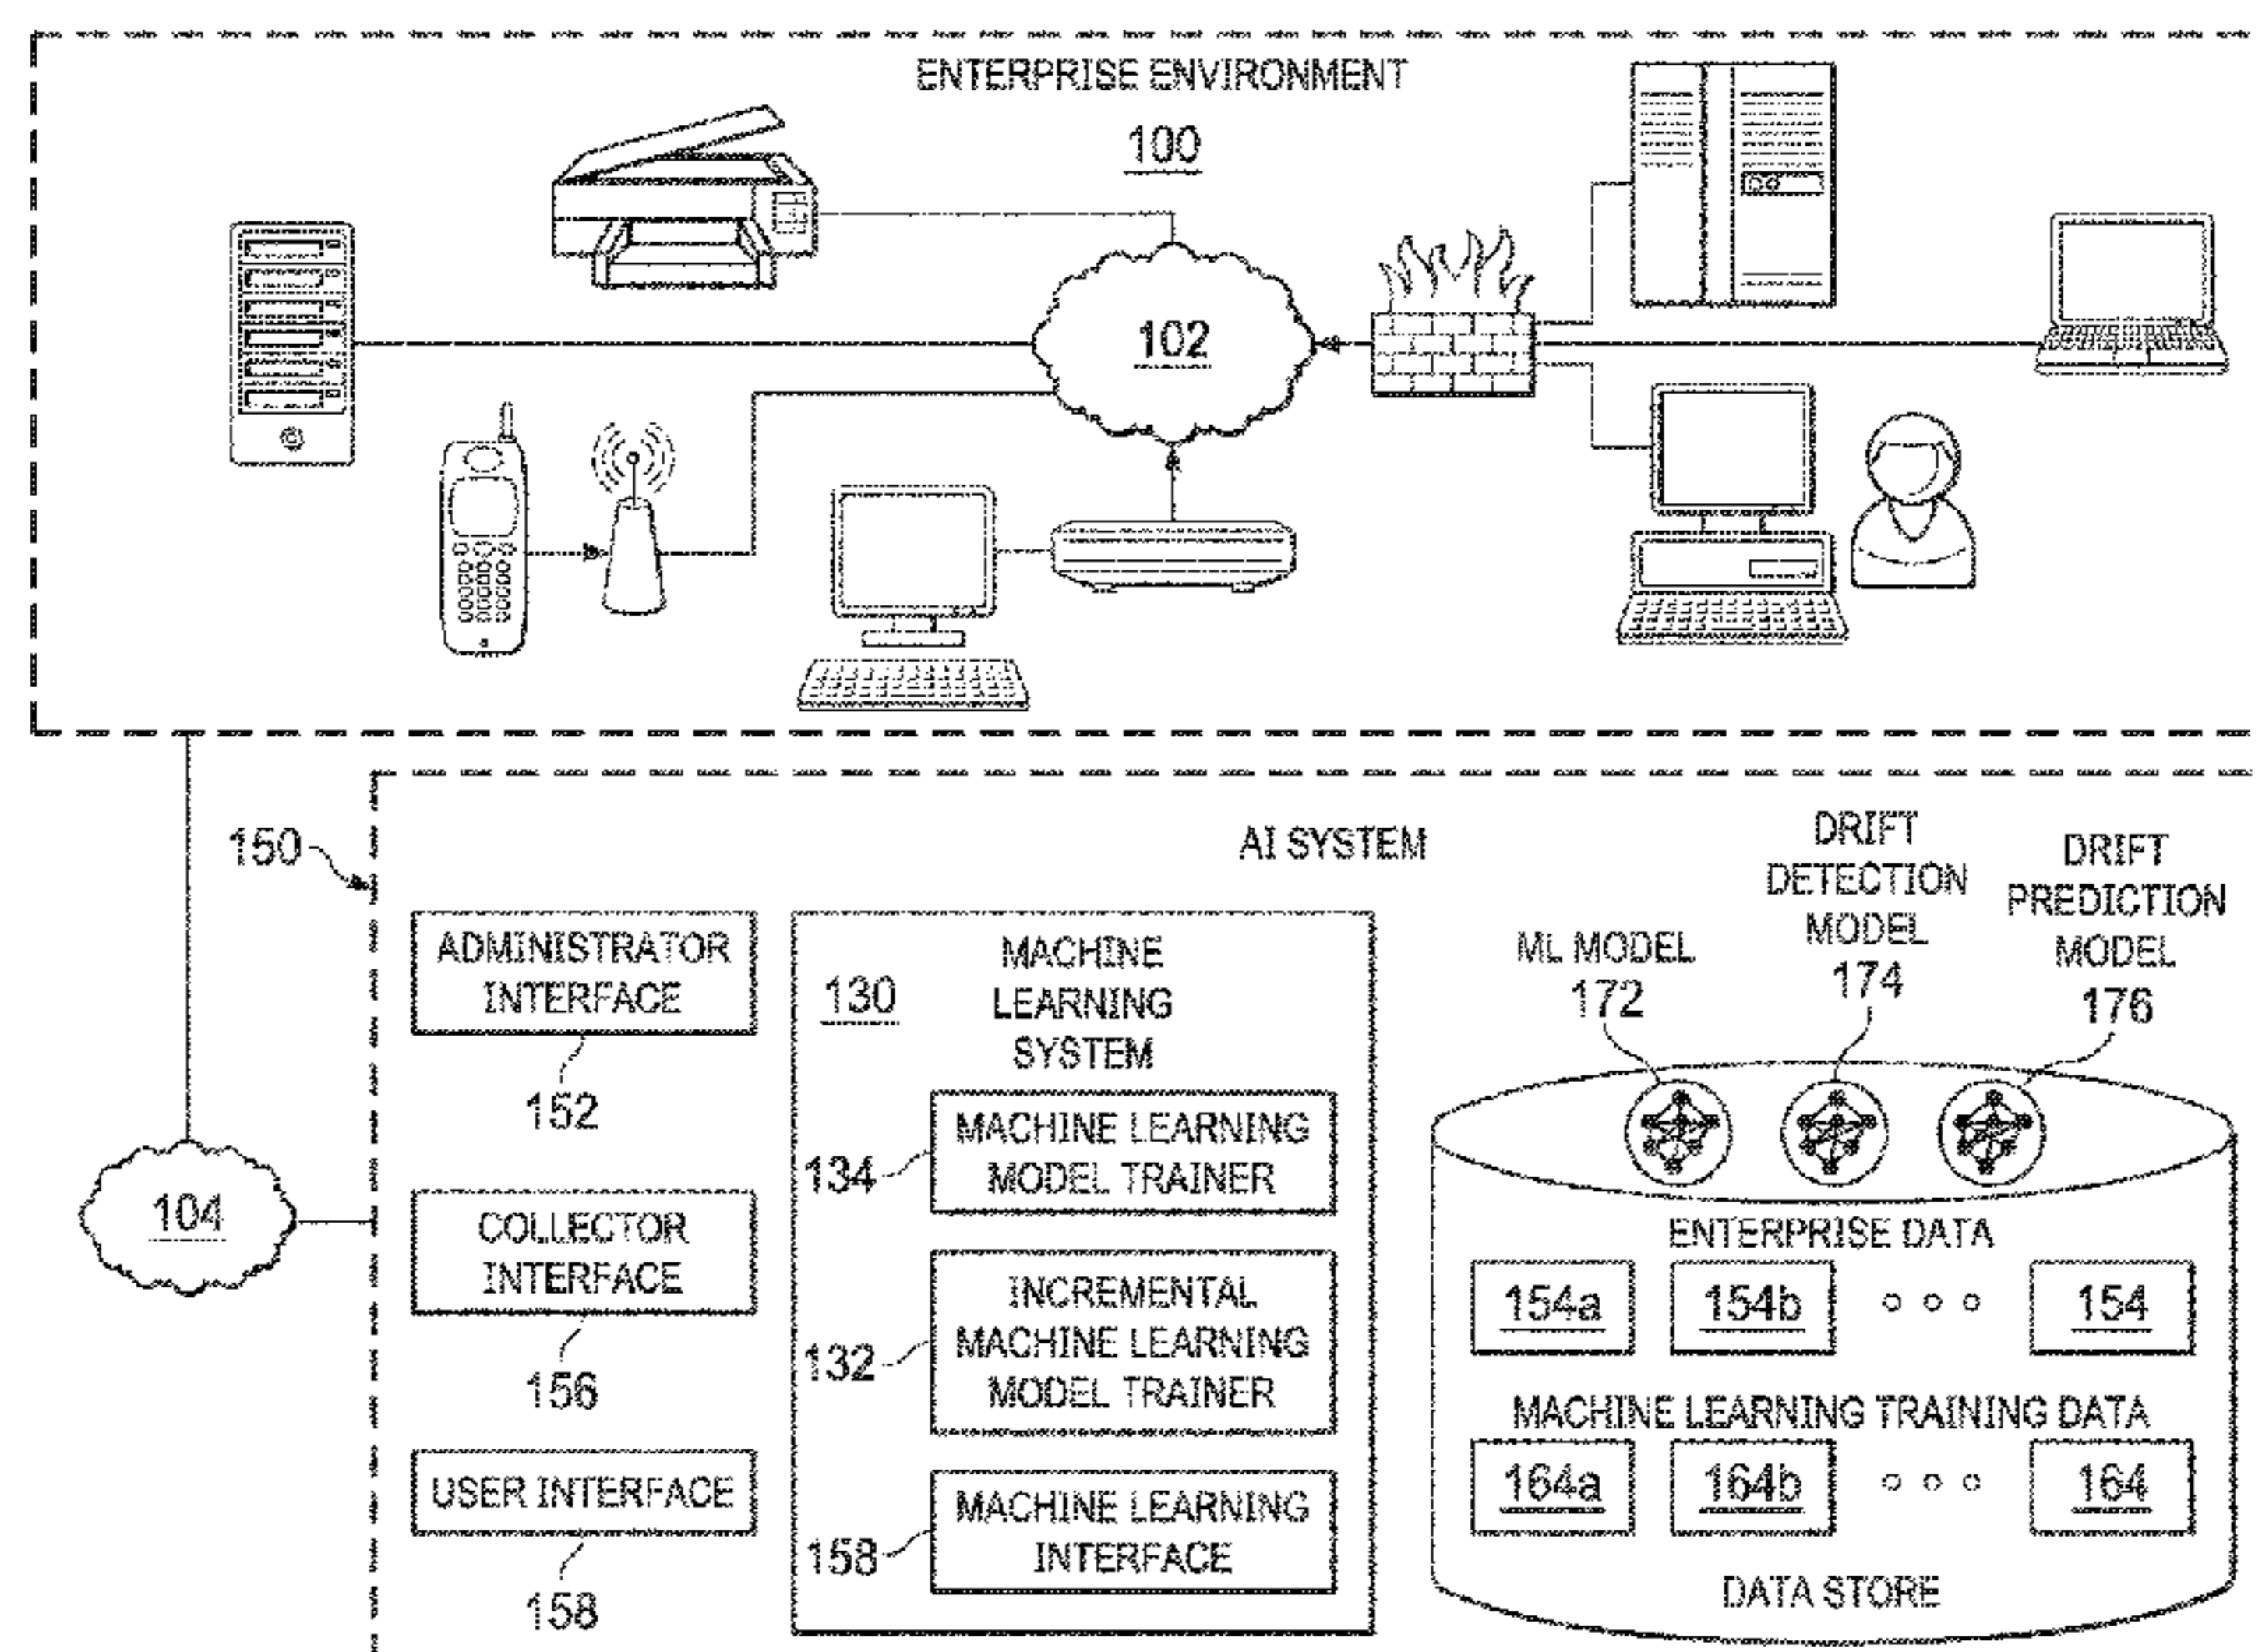 ENTERPRISE ENVIRONMENT
100
102
150
AI SYSTEM
ADMINISTRATOR
INTERFACE
152
COLLECTOR
INTERFACE
156
USER INTERFACE
158
104
130
MACHINE
LEARNING
SYSTEM
134
MACHINE LEARNING
MODEL TRAINER
132
INCREMENTAL
MACHINE LEARNING
MODEL TRAINER
158
MACHINE LEARNING
INTERFACE
ML MODEL
172
DRIFT
DETECTION
MODEL
174
DRIFT
PREDICTION
MODEL
176
ENTERPRISE DATA
154a 154b 154
MACHINE LEARNING TRAINING DATA
164a 164b 164
DATA STORE